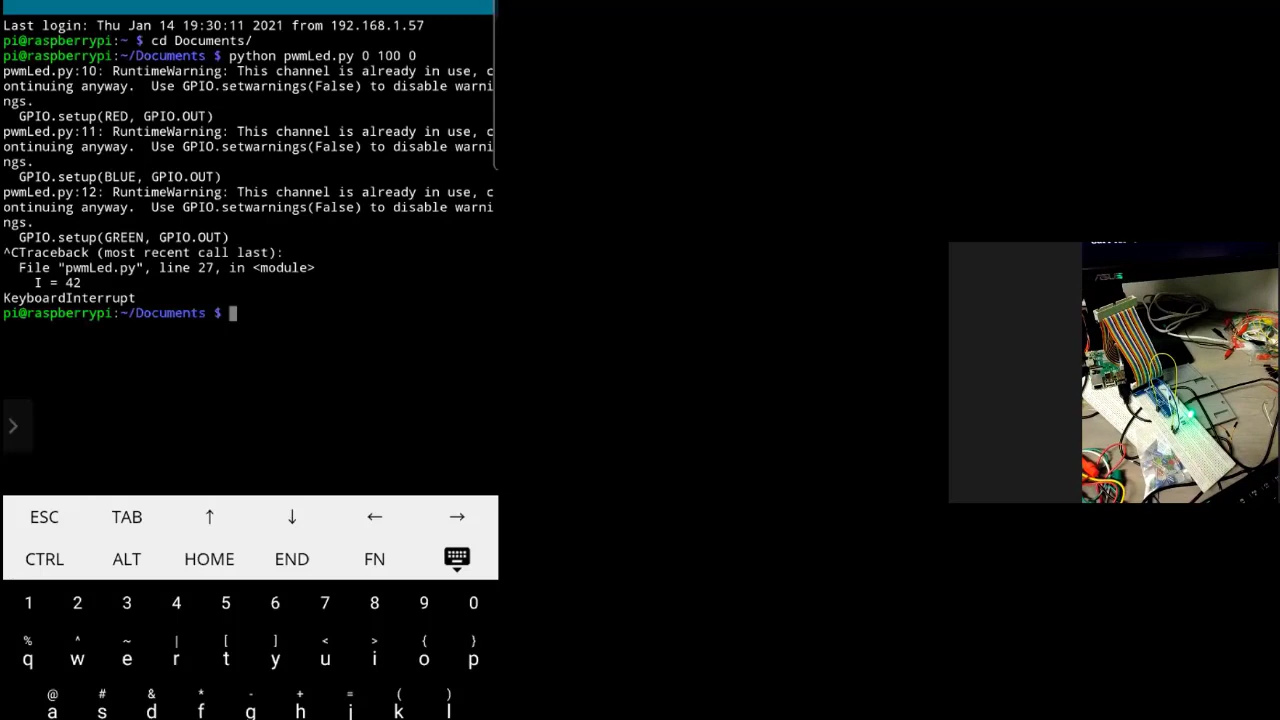 Last login: Thu Jan 14 19:30:11 2021 from 192.168.1.57
pi@raspberrypi:~ $ cd Documents/
pi@raspberrypi:~/Documents $ python pwmLed.py 0 100 0
pwmLed.py:10: RuntimeWarning: This channel is already in use, c
ontinuing anyway.  Use GPIO.setwarnings(False) to disable warni
ngs.
  GPIO.setup(RED, GPIO.OUT)
pwmLed.py:11: RuntimeWarning: This channel is already in use, c
ontinuing anyway.  Use GPIO.setwarnings(False) to disable warni
ngs.
  GPIO.setup(BLUE, GPIO.OUT)
pwmLed.py:12: RuntimeWarning: This channel is already in use, c
ontinuing anyway.  Use GPIO.setwarnings(False) to disable warni
ngs.
  GPIO.setup(GREEN, GPIO.OUT)
^CTraceback (most recent call last):
  File "pwmLed.py", line 27, in <module>
    I = 42
KeyboardInterrupt
pi@raspberrypi:~/Documents $
ASUS
ESC TAB ↑ ↓ ← →
CTRL ALT HOME END FN
1 2 3 4 5 6 7 8 9 0
% ^ ~ | [ ] < > { }
q w e r t y u i o p
@ # & * - + = ( )
a s d f g h j k l